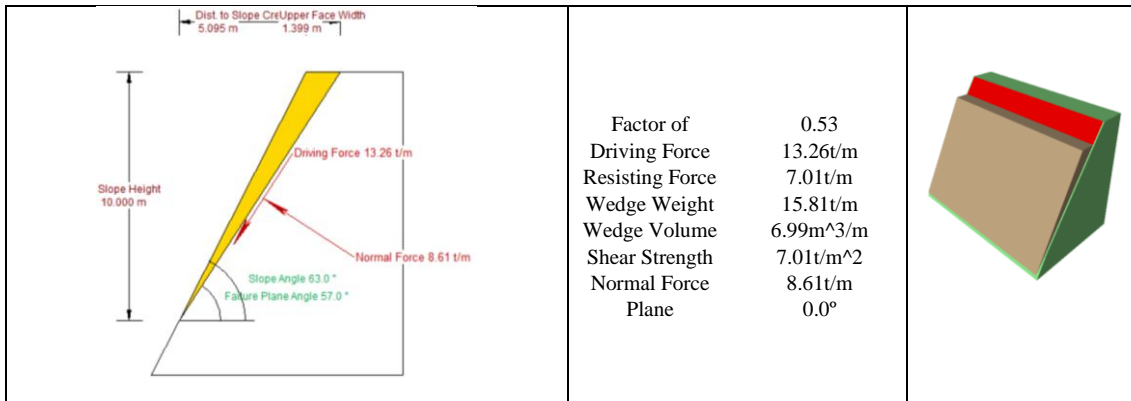 Dist. to Slope CreUpper Face Width
5.095 m 1.399 m
Slope Height
10.000 m
Driving Force 13.26 t/m
Normal Force 8.61 t/m
Slope Angle 63.0 °
Failure Plane Angle 57.0 °
Factor of 0.53
Driving Force 13.26t/m
Resisting Force 7.01t/m
Wedge Weight 15.81t/m
Wedge Volume 6.99m^3/m
Shear Strength 7.01t/m^2
Normal Force 8.61t/m
Plane 0.0º